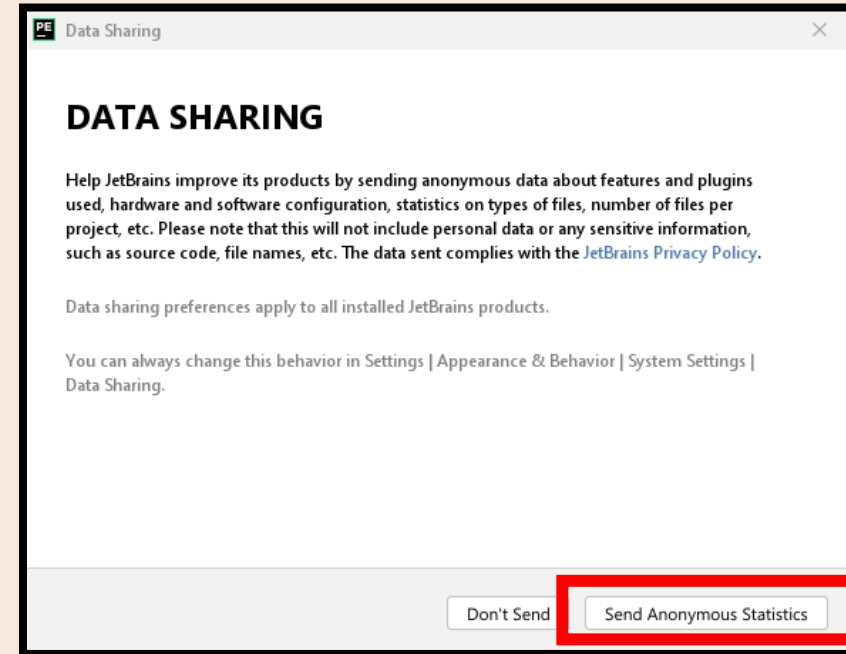 PE Data Sharing
DATA SHARING
Help JetBrains improve its products by sending anonymous data about features and plugins
used, hardware and software configuration, statistics on types of files, number of files per
project, etc. Please note that this will not include personal data or any sensitive information,
such as source code, file names, etc. The data sent complies with the JetBrains Privacy Policy.
Data sharing preferences apply to all installed JetBrains products.
You can always change this behavior in Settings | Appearance & Behavior | System Settings |
Data Sharing.
Don't Send Send Anonymous Statistics